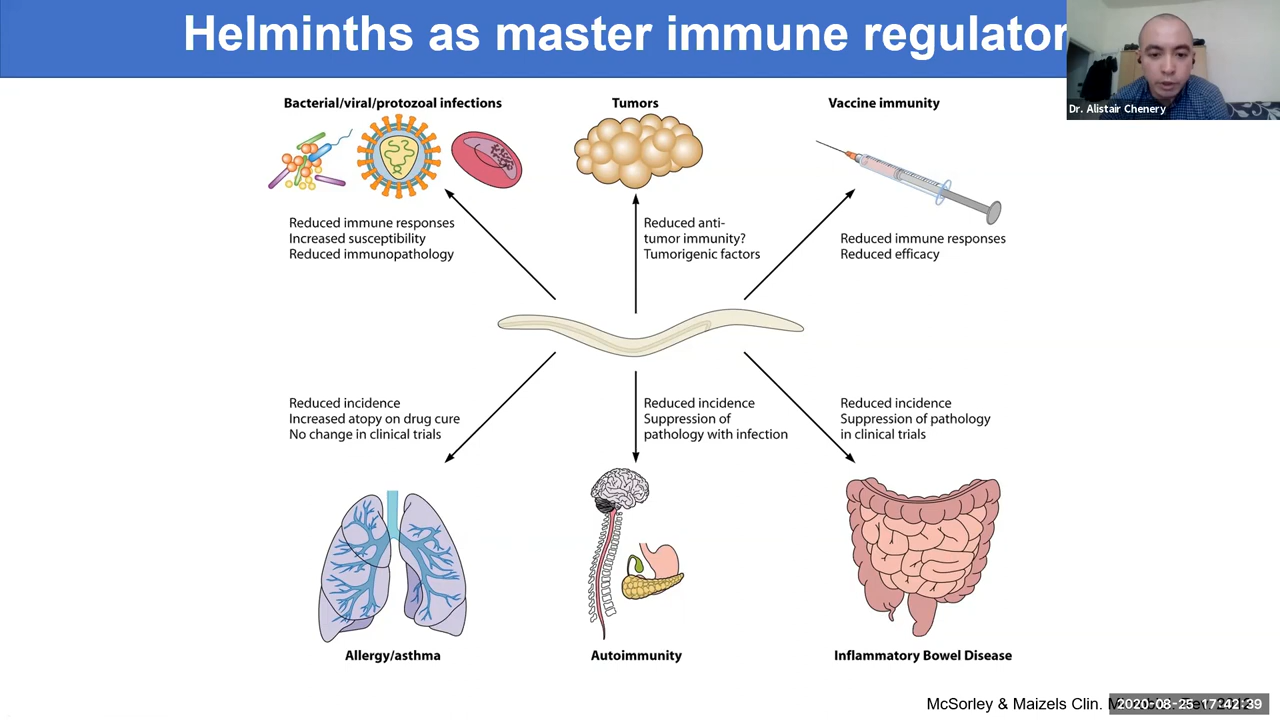 Helminths as master immune regulator
Dr. Alistair Chenery
Bacterial/viral/protozoal infections
Tumors
Vaccine immunity
Reduced immune responses
Increased susceptibility
Reduced immunopathology
Reduced anti-
tumor immunity?
Tumorigenic factors
Reduced immune responses
Reduced efficacy
Reduced incidence
Increased atopy on drug cure
No change in clinical trials
Reduced incidence
Suppression of
pathology with infection
Reduced incidence
Suppression of pathology
in clinical trials
Allergy/asthma
Autoimmunity
Inflammatory Bowel Disease
McSorley & Maizels Clin.
2020-08-25 17:42:39